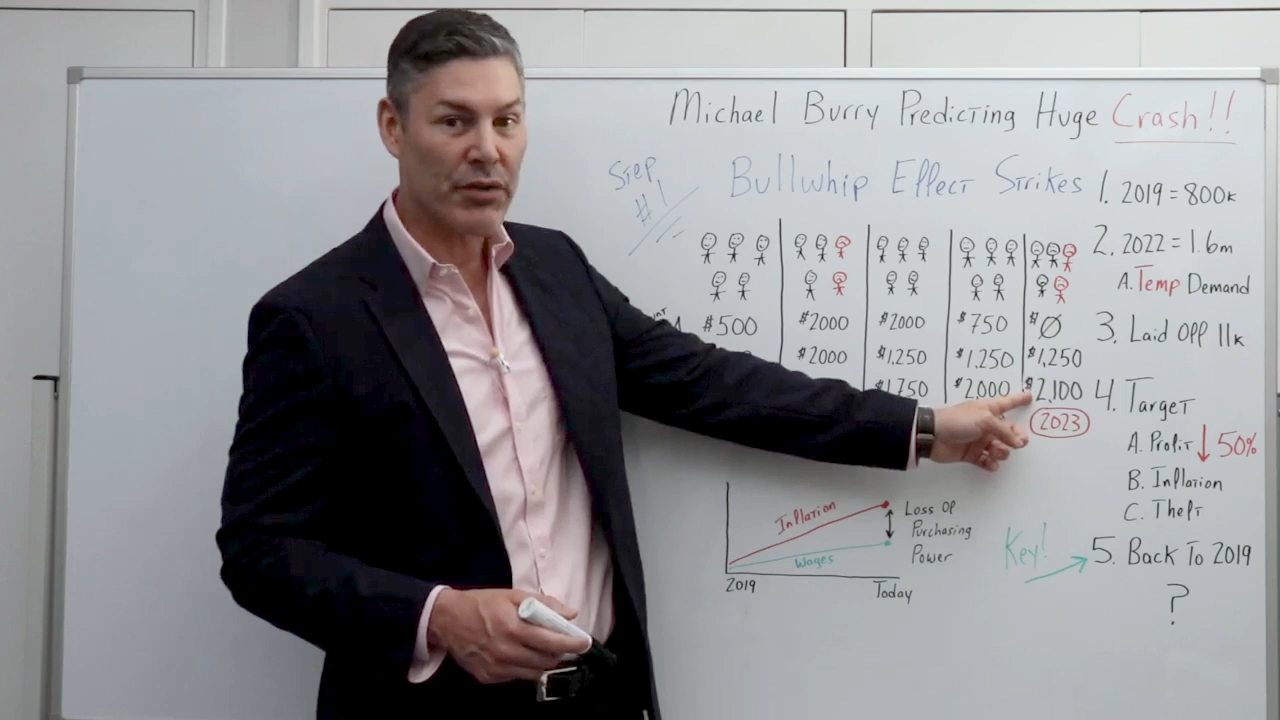 Michael Burry Predicting Huge Crash!!
Step #1
Bullwhip Effect Strikes
$500 $2000 $2000 $750 $Ø
$2000 $1,250 $1,250 $1,250
1750 $2,000 $2,100
2023
1. 2019 = 800k
2. 2022 = 1.6m
A. Temp Demand
3. Laid Off 11k
4. Target
A. Profit ↓ 50%
B. Inflation
C. Theft
Key! → 5. Back To 2019
?
Inflation
Wages
Loss Of
Purchasing
Power
2019 Today